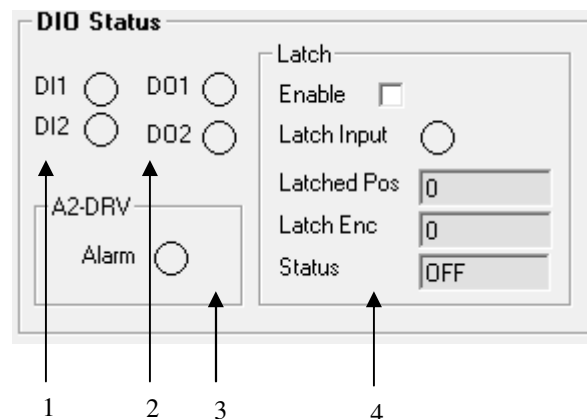 DIO Status
DI1 DO1
DI2 DO2
A2-DRV
Alarm
Latch
Enable
Latch Input
Latched Pos 0
Latch Enc 0
Status OFF
1 2 3 4